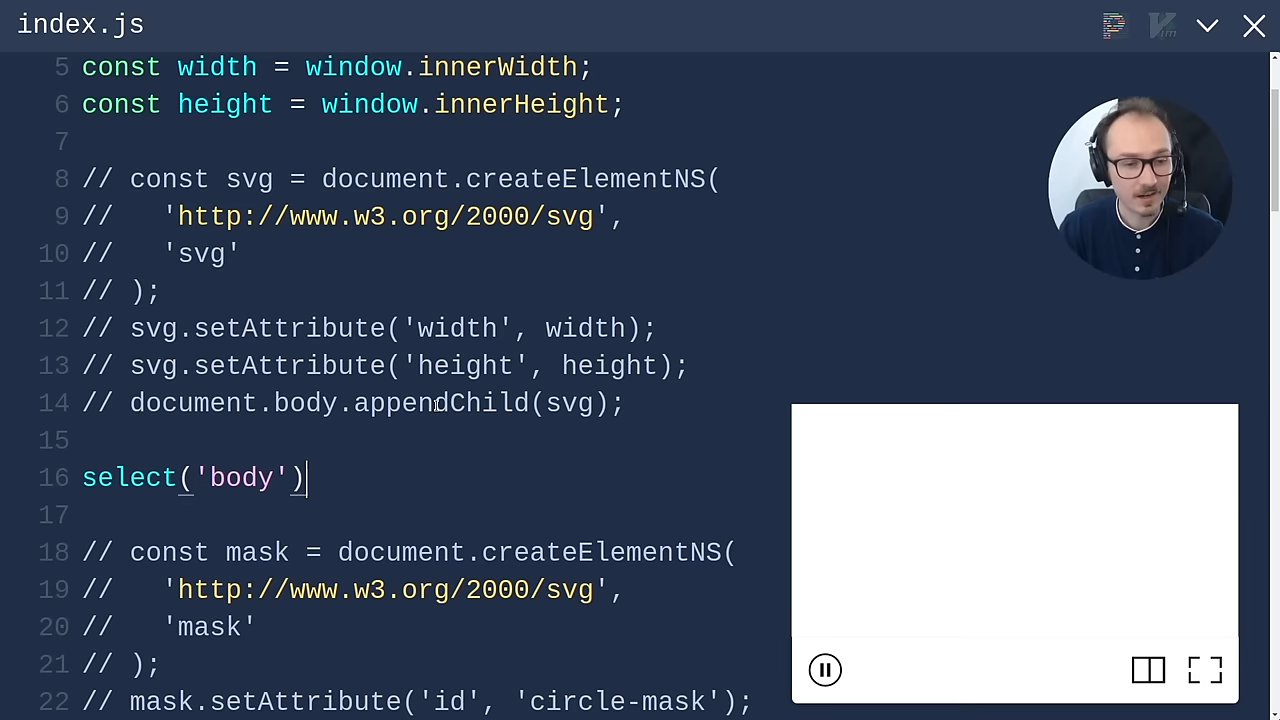 index.js
5 const width = window.innerWidth;
6 const height = window.innerHeight;
7
8 // const svg = document.createElementNS(
9 //   'http://www.w3.org/2000/svg',
10 //   'svg'
11 // );
12 // svg.setAttribute('width', width);
13 // svg.setAttribute('height', height);
14 // document.body.appendChild(svg);
15
16 select('body')
17
18 // const mask = document.createElementNS(
19 //   'http://www.w3.org/2000/svg',
20 //   'mask'
21 // );
22 // mask.setAttribute('id', 'circle-mask');